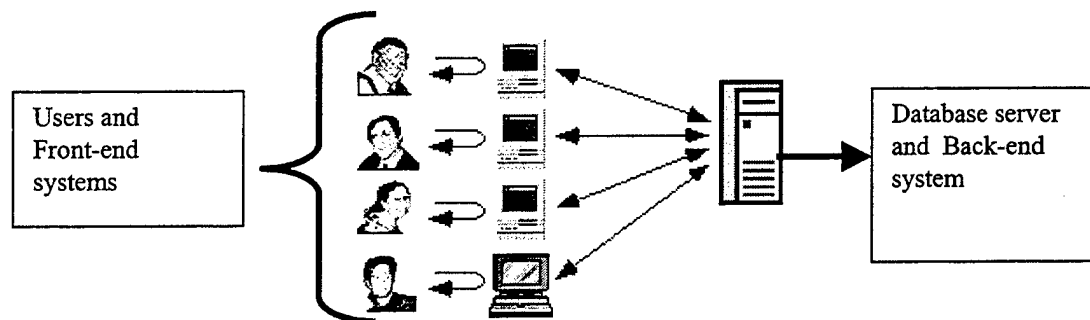 Users and
Front-end
systems
Database server
and Back-end
system